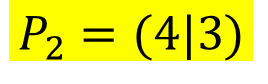 P₂ = (4|3)